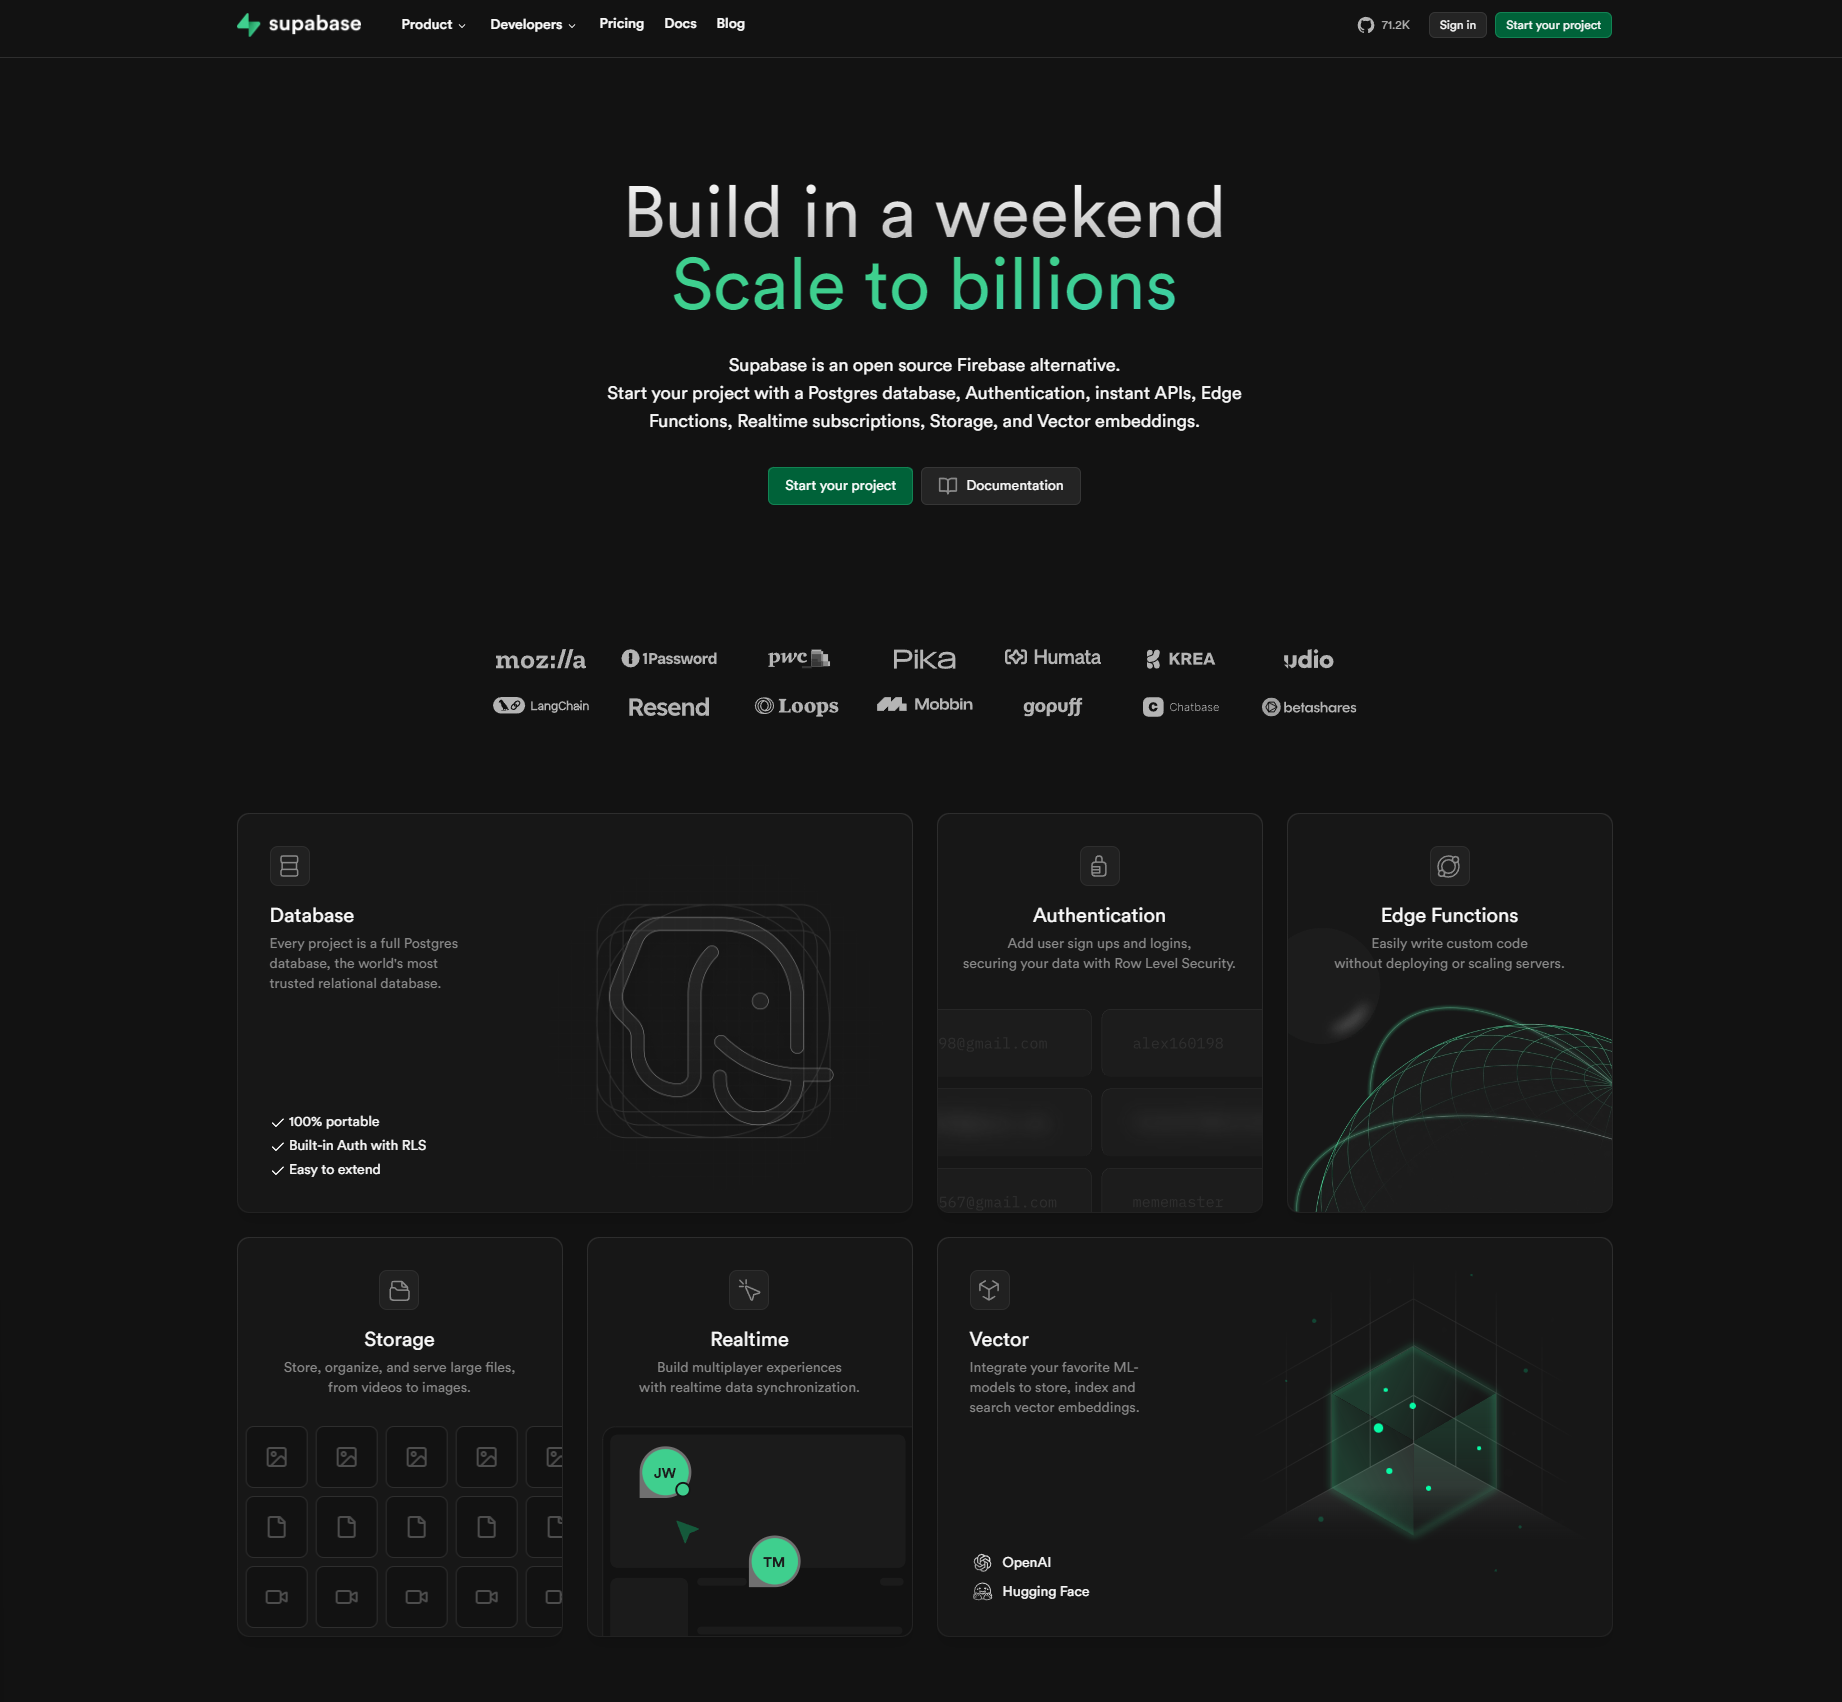 supabase
Product
Developers
Pricing
Docs
Blog
71.2K
Sign in
Start your project
Build in a weekend
Scale to billions
Supabase is an open source Firebase alternative.
Start your project with a Postgres database, Authentication, instant APIs, Edge
Functions, Realtime subscriptions, Storage, and Vector embeddings.
Start your project
Documentation
moz://a
1Password
pwc
Pika
Humata
KREA
udio
LangChain
Resend
Loops
Mobbin
gopuff
Chatbase
betashares
Database
Every project is a full Postgres
database, the world's most
trusted relational database.
100% portable
Built-in Auth with RLS
Easy to extend
Authentication
Add user sign ups and logins,
securing your data with Row Level Security.
98@gmail.com
alex160198
567@gmail.com
mememaster
Edge Functions
Easily write custom code
without deploying or scaling servers.
Storage
Store, organize, and serve large files,
from videos to images.
Realtime
Build multiplayer experiences
with realtime data synchronization.
JW
TM
Vector
Integrate your favorite ML-
models to store, index and
search vector embeddings.
OpenAI
Hugging Face